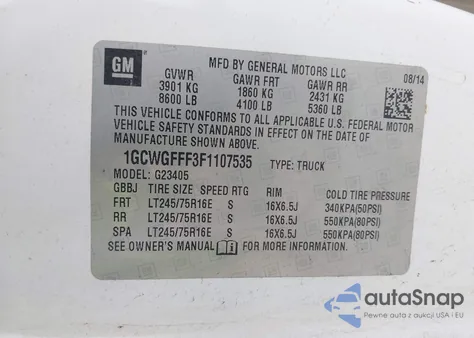 GM
MFD BY GENERAL MOTORS LLC
08/14
GVWR GAWR FRT GAWR RR
3901 KG 1860 KG 2431 KG
8600 LB 4100 LB 5360 LB
THIS VEHICLE CONFORMS TO ALL APPLICABLE U.S. FEDERAL MOTOR
VEHICLE SAFETY STANDARDS IN EFFECT ON THE DATE OF
MANUFACTURE SHOWN ABOVE.
1GCWGFFF3F1107535 TYPE: TRUCK
MODEL: G23405
GBBJ TIRE SIZE SPEED RTG RIM COLD TIRE PRESSURE
FRT LT245/75R16E S 16X6.5J 340KPA(50PSI)
RR LT245/75R16E S 16X6.5J 550KPA(80PSI)
SPA LT245/75R16E S 16X6.5J 550KPA(80PSI)
SEE OWNER'S MANUAL FOR MORE INFORMATION.
autoSnap
Pewne auta z aukcji USA i EU